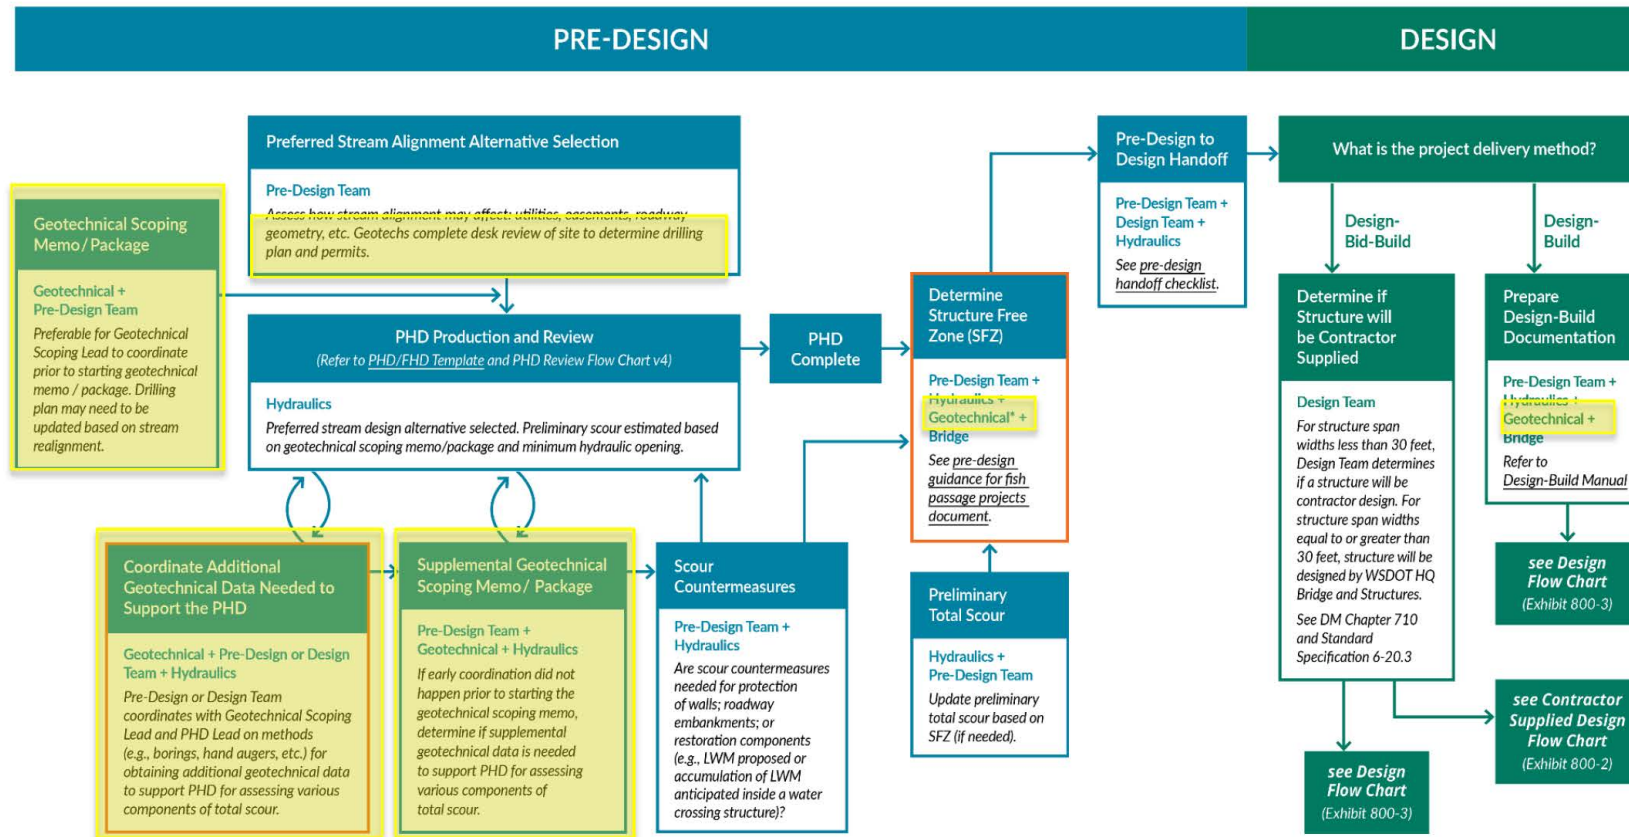 PRE-DESIGN
DESIGN
Preferred Stream Alignment Alternative Selection
Pre-Design Team
Assess how stream alignment may affect: utilities, easements, roadway
geometry, etc. Geotechs complete desk review of site to determine drilling
plan and permits.
Geotechnical Scoping
Memo / Package
Geotechnical +
Pre-Design Team
Preferable for Geotechnical
Scoping Lead to coordinate
prior to starting geotechnical
memo / package. Drilling
plan may need to be
updated based on stream
realignment.
PHD Production and Review
(Refer to PHD/FHD Template and PHD Review Flow Chart v4)
Hydraulics
Preferred stream design alternative selected. Preliminary scour estimated based
on geotechnical scoping memo/package and minimum hydraulic opening.
PHD
Complete
Coordinate Additional
Geotechnical Data Needed to
Support the PHD
Geotechnical + Pre-Design or Design
Team + Hydraulics
Pre-Design or Design Team
coordinates with Geotechnical Scoping
Lead and PHD Lead on methods
(e.g., borings, hand augers, etc.) for
obtaining additional geotechnical data
to support PHD for assessing various
components of total scour.
Supplemental Geotechnical
Scoping Memo / Package
Pre-Design Team +
Geotechnical + Hydraulics
If early coordination did not
happen prior to starting the
geotechnical scoping memo,
determine if supplemental
geotechnical data is needed
to support PHD for assessing
various components of
total scour.
Scour
Countermeasures
Pre-Design Team +
Hydraulics
Are scour countermeasures
needed for protection
of walls; roadway
embankments; or
restoration components
(e.g., LWM proposed or
accumulation of LWM
anticipated inside a water
crossing structure)?
Determine
Structure Free
Zone (SFZ)
Pre-Design Team +
Hydraulics +
Geotechnical* +
Bridge
See pre-design
guidance for fish
passage projects
document.
Preliminary
Total Scour
Hydraulics +
Pre-Design Team
Update preliminary
total scour based on
SFZ (if needed).
Pre-Design to
Design Handoff
Pre-Design Team +
Design Team +
Hydraulics
See pre-design
handoff checklist.
What is the project delivery method?
Design-
Bid-Build
Design-
Build
Determine if
Structure will
be Contractor
Supplied
Design Team
For structure span
widths less than 30 feet,
Design Team determines
if a structure will be
contractor design. For
structure span widths
equal to or greater than
30 feet, structure will be
designed by WSDOT HQ
Bridge and Structures.
See DM Chapter 710
and Standard
Specification 6-20.3
Prepare
Design-Build
Documentation
Pre-Design Team +
Hydraulics +
Geotechnical +
Bridge
Refer to
Design-Build Manual
see Design
Flow Chart
(Exhibit 800-3)
see Contractor
Supplied Design
Flow Chart
(Exhibit 800-2)
see Design
Flow Chart
(Exhibit 800-3)